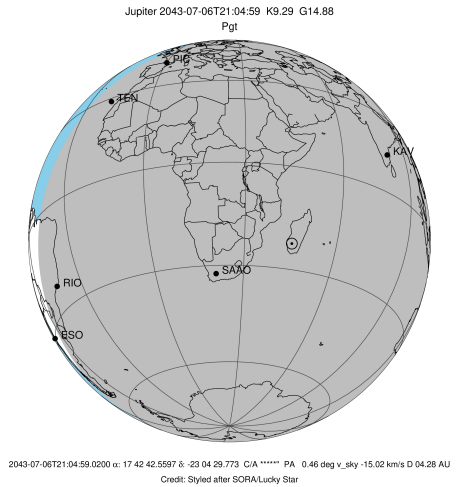 Jupiter 2043-07-06T21:04:59 K9.29 G14.88
Pgt
PIC
TEN
KAV
SAAO
RIO
ESO
2043-07-06T21:04:59.0200 α: 17 42 42.5597 δ: -23 04 29.773 C/A *****" PA 0.46 deg v_sky -15.02 km/s D 04.28 AU
Credit: Styled after SORA/Lucky Star